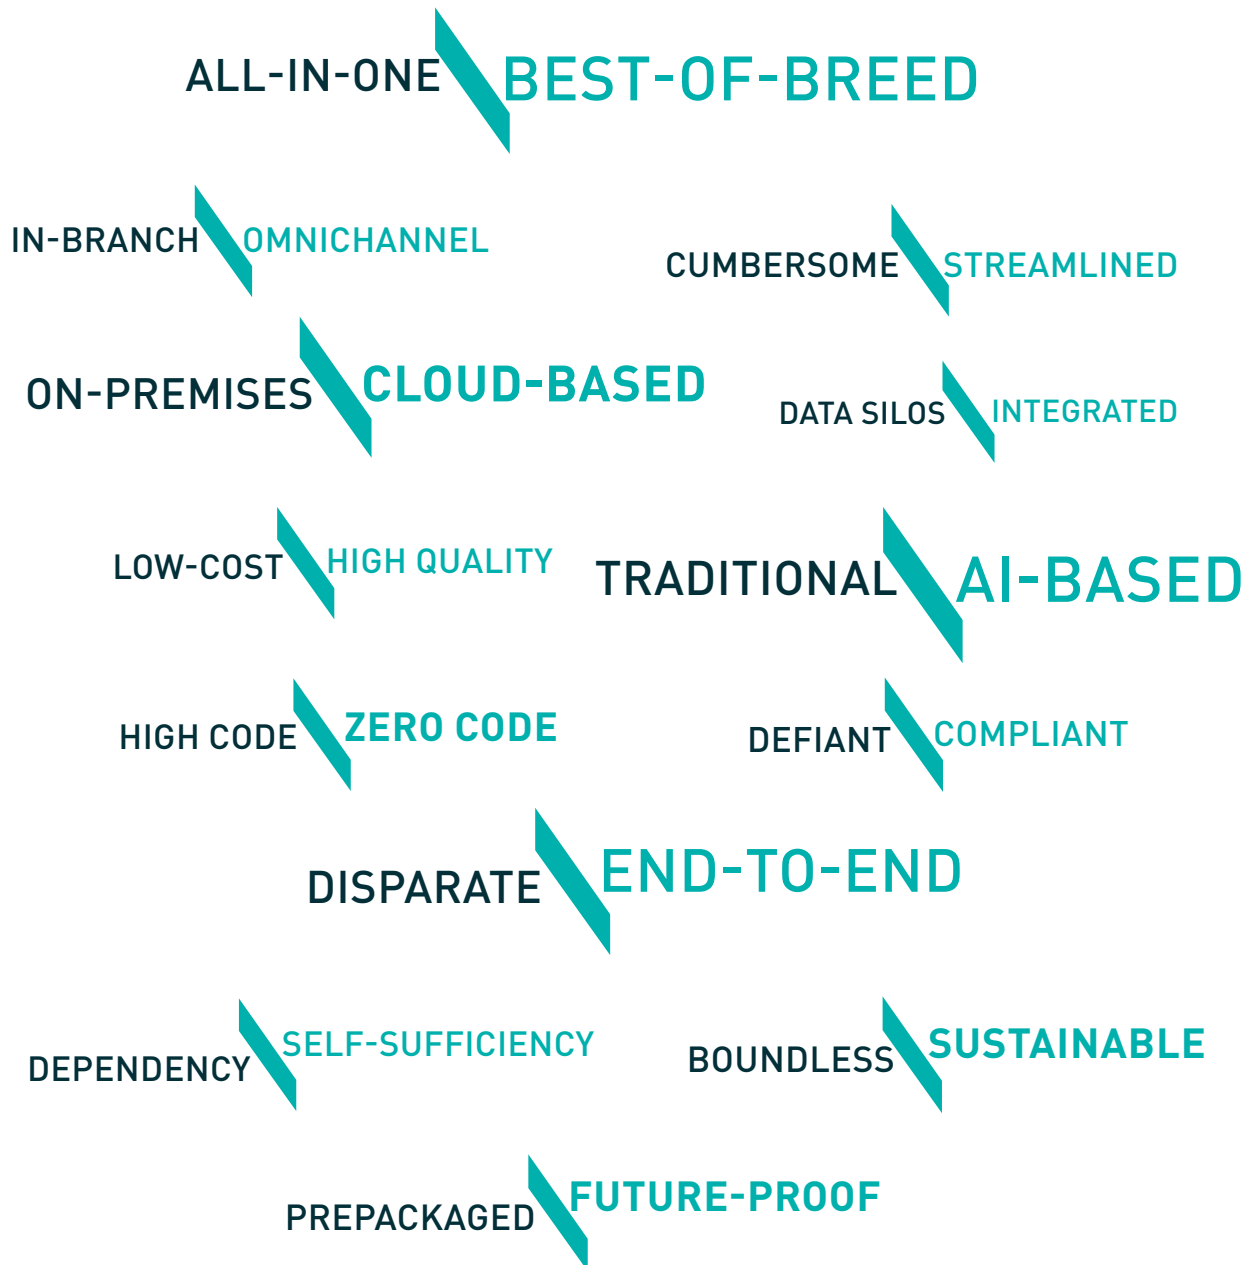 ALL-IN-ONE BEST-OF-BREED
IN-BRANCH OMNICHANNEL
CUMBERSOME STREAMLINED
ON-PREMISES CLOUD-BASED
DATA SILOS INTEGRATED
LOW-COST HIGH QUALITY
TRADITIONAL AI-BASED
HIGH CODE ZERO CODE
DEFIANT COMPLIANT
DISPARATE END-TO-END
DEPENDENCY SELF-SUFFICIENCY
BOUNDLESS SUSTAINABLE
PREPACKAGED FUTURE-PROOF